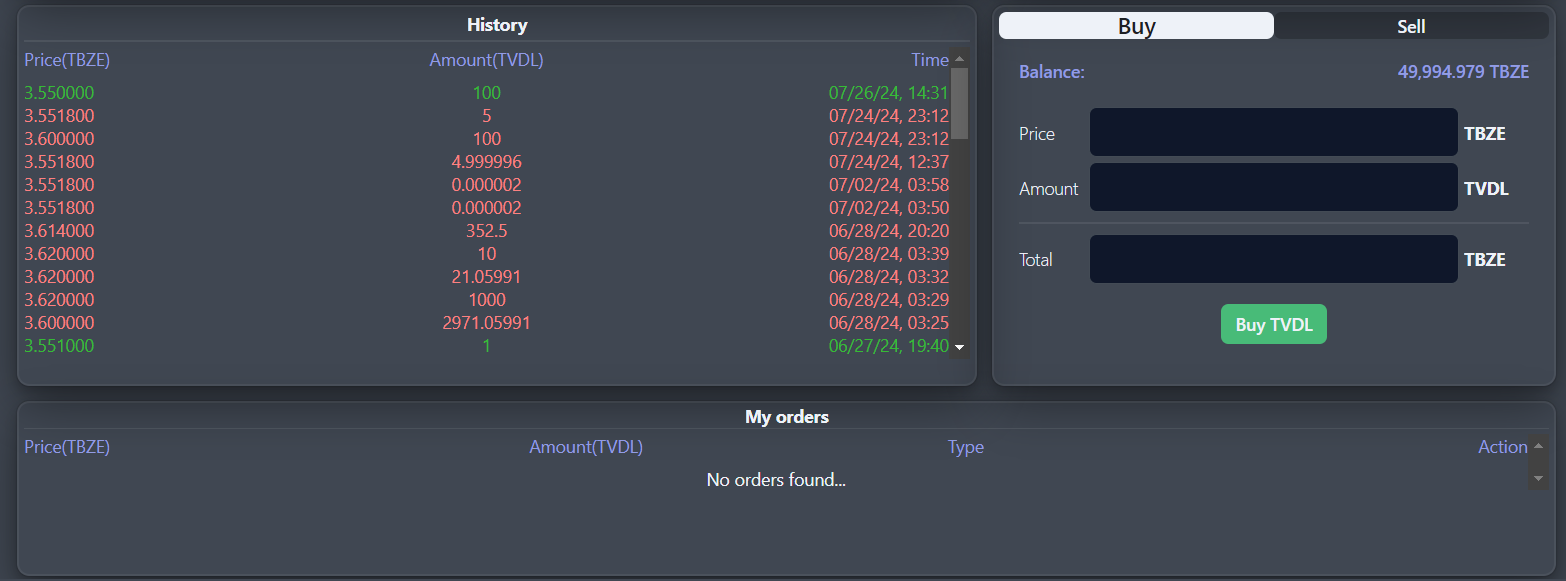 History
Price(TBZE) Amount(TVDL) Time
3.550000 100 07/26/24, 14:31
3.551800 5 07/24/24, 23:12
3.600000 100 07/24/24, 23:12
3.551800 4.999996 07/24/24, 12:37
3.551800 0.000002 07/02/24, 03:58
3.551800 0.000002 07/02/24, 03:50
3.614000 352.5 06/28/24, 20:20
3.620000 10 06/28/24, 03:39
3.620000 21.05991 06/28/24, 03:32
3.620000 1000 06/28/24, 03:29
3.600000 2971.05991 06/28/24, 03:25
3.551000 1 06/27/24, 19:40
Buy Sell
Balance: 49,994.979 TBZE
Price TBZE
Amount TVDL
Total TBZE
Buy TVDL
My orders
Price(TBZE) Amount(TVDL) Type Action
No orders found...